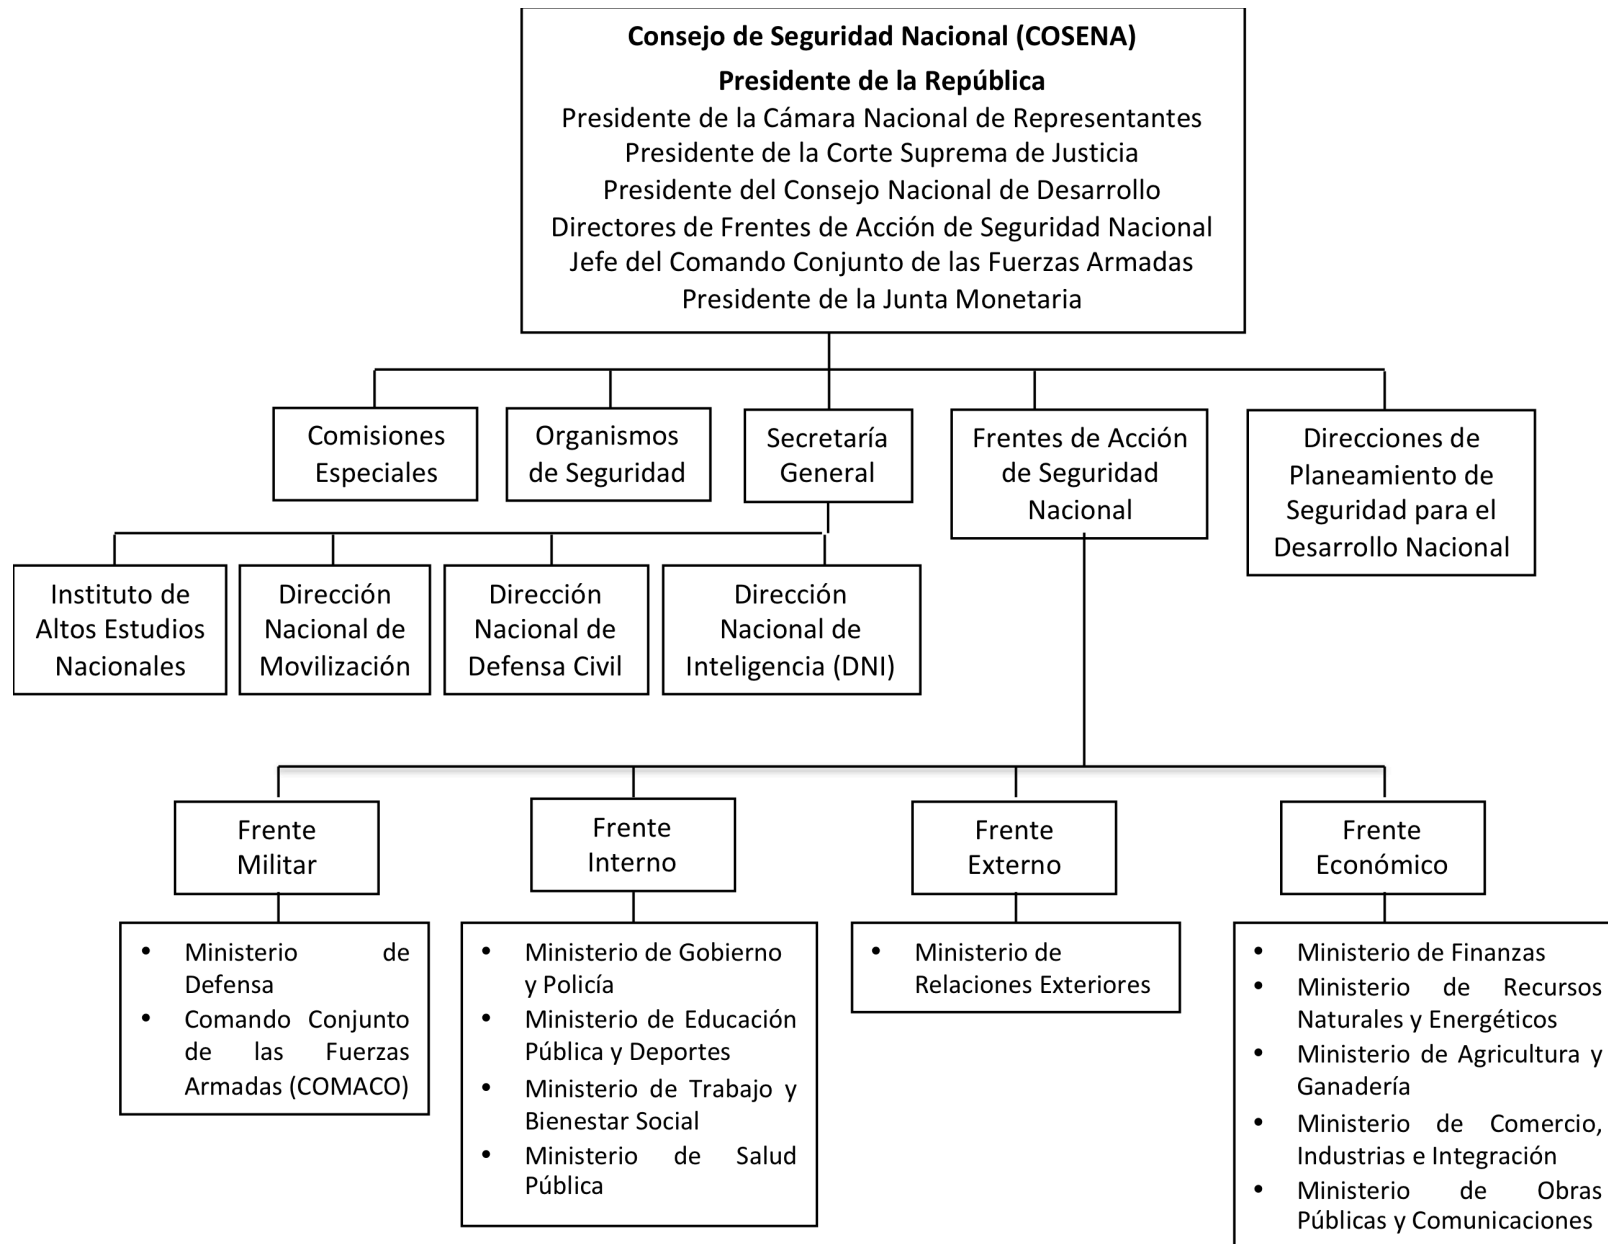 Consejo de Seguridad Nacional (COSENA)
Presidente de la República
Presidente de la Cámara Nacional de Representantes
Presidente de la Corte Suprema de Justicia
Presidente del Consejo Nacional de Desarrollo
Directores de Frentes de Acción de Seguridad Nacional
Jefe del Comando Conjunto de las Fuerzas Armadas
Presidente de la Junta Monetaria
Comisiones
Especiales
Organismos
de Seguridad
Secretaría
General
Frentes de Acción
de Seguridad
Nacional
Direcciones de
Planeamiento de
Seguridad para el
Desarrollo Nacional
Instituto de
Altos Estudios
Nacionales
Dirección
Nacional de
Movilización
Dirección
Nacional de
Defensa Civil
Dirección
Nacional de
Inteligencia (DNI)
Frente
Militar
Frente
Interno
Frente
Externo
Frente
Económico
• Ministerio de
Defensa
• Comando Conjunto
de las Fuerzas
Armadas (COMACO)
• Ministerio de Gobierno
y Policía
• Ministerio de Educación
Pública y Deportes
• Ministerio de Trabajo y
Bienestar Social
• Ministerio de Salud
Pública
• Ministerio de
Relaciones Exteriores
• Ministerio de Finanzas
• Ministerio de Recursos
Naturales y Energéticos
• Ministerio de Agricultura y
Ganadería
• Ministerio de Comercio,
Industrias e Integración
• Ministerio de Obras
Públicas y Comunicaciones